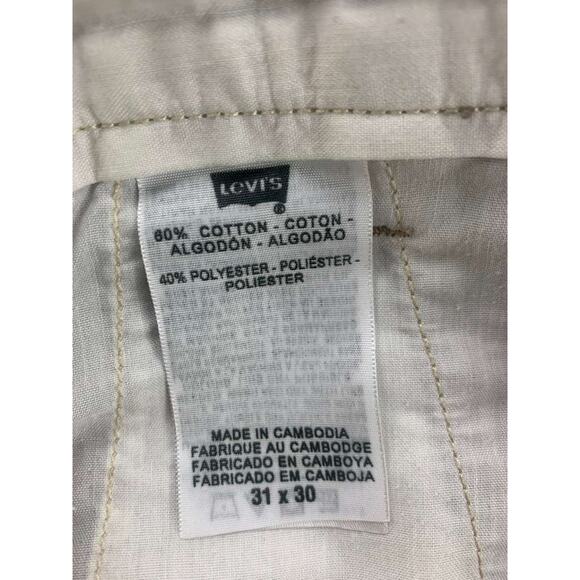 Levi's
®
60% COTTON - COTON -
ALGODÓN - ALGODÃO
40% POLYESTER - POLIÉSTER -
POLIESTER
MADE IN CAMBODIA
FABRIQUE AU CAMBODGE
FABRICADO EN CAMBOYA
FABRICADO EM CAMBOJA
31 x 30